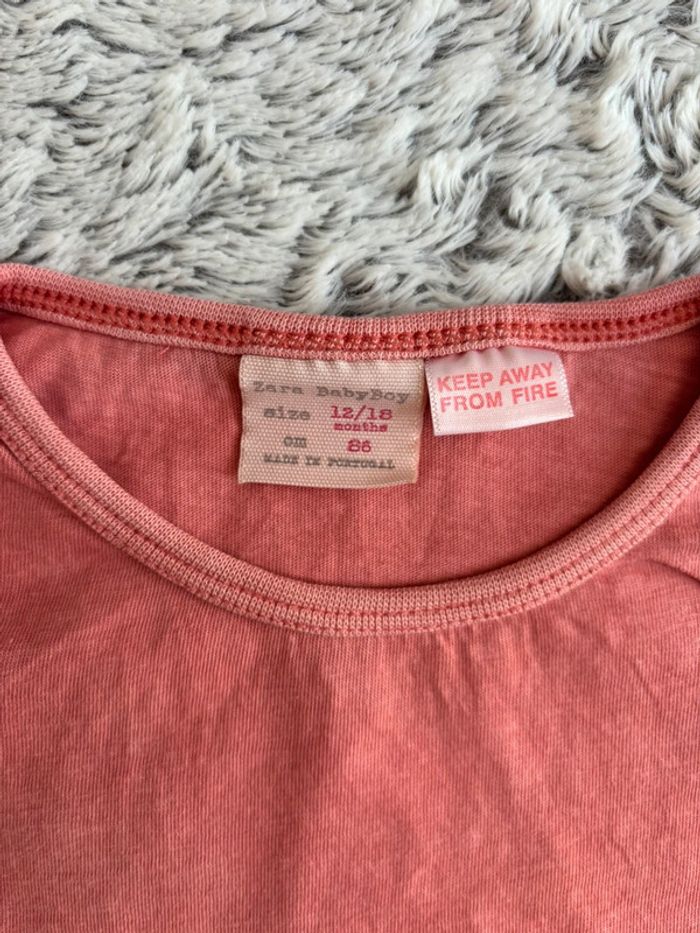 Zara BabyBoy
size 12/18
months
cm 86
MADE IN PORTUGAL
KEEP AWAY
FROM FIRE